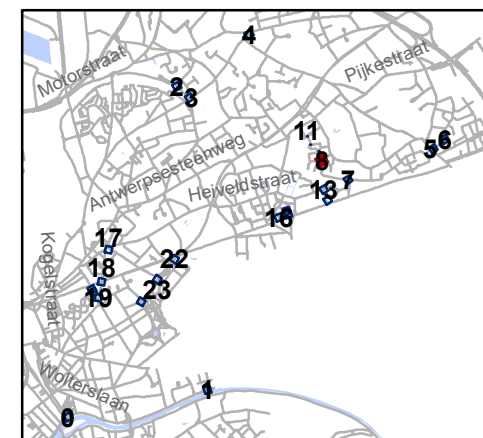 4
Motorstraat
Pijkestraat
2
3
11
6
5
8
Antwerpsesteenweg
Heiveldstraat
7
13
16
17
Kogelstraat
22
18
23
19
Wolterslaan
1
0